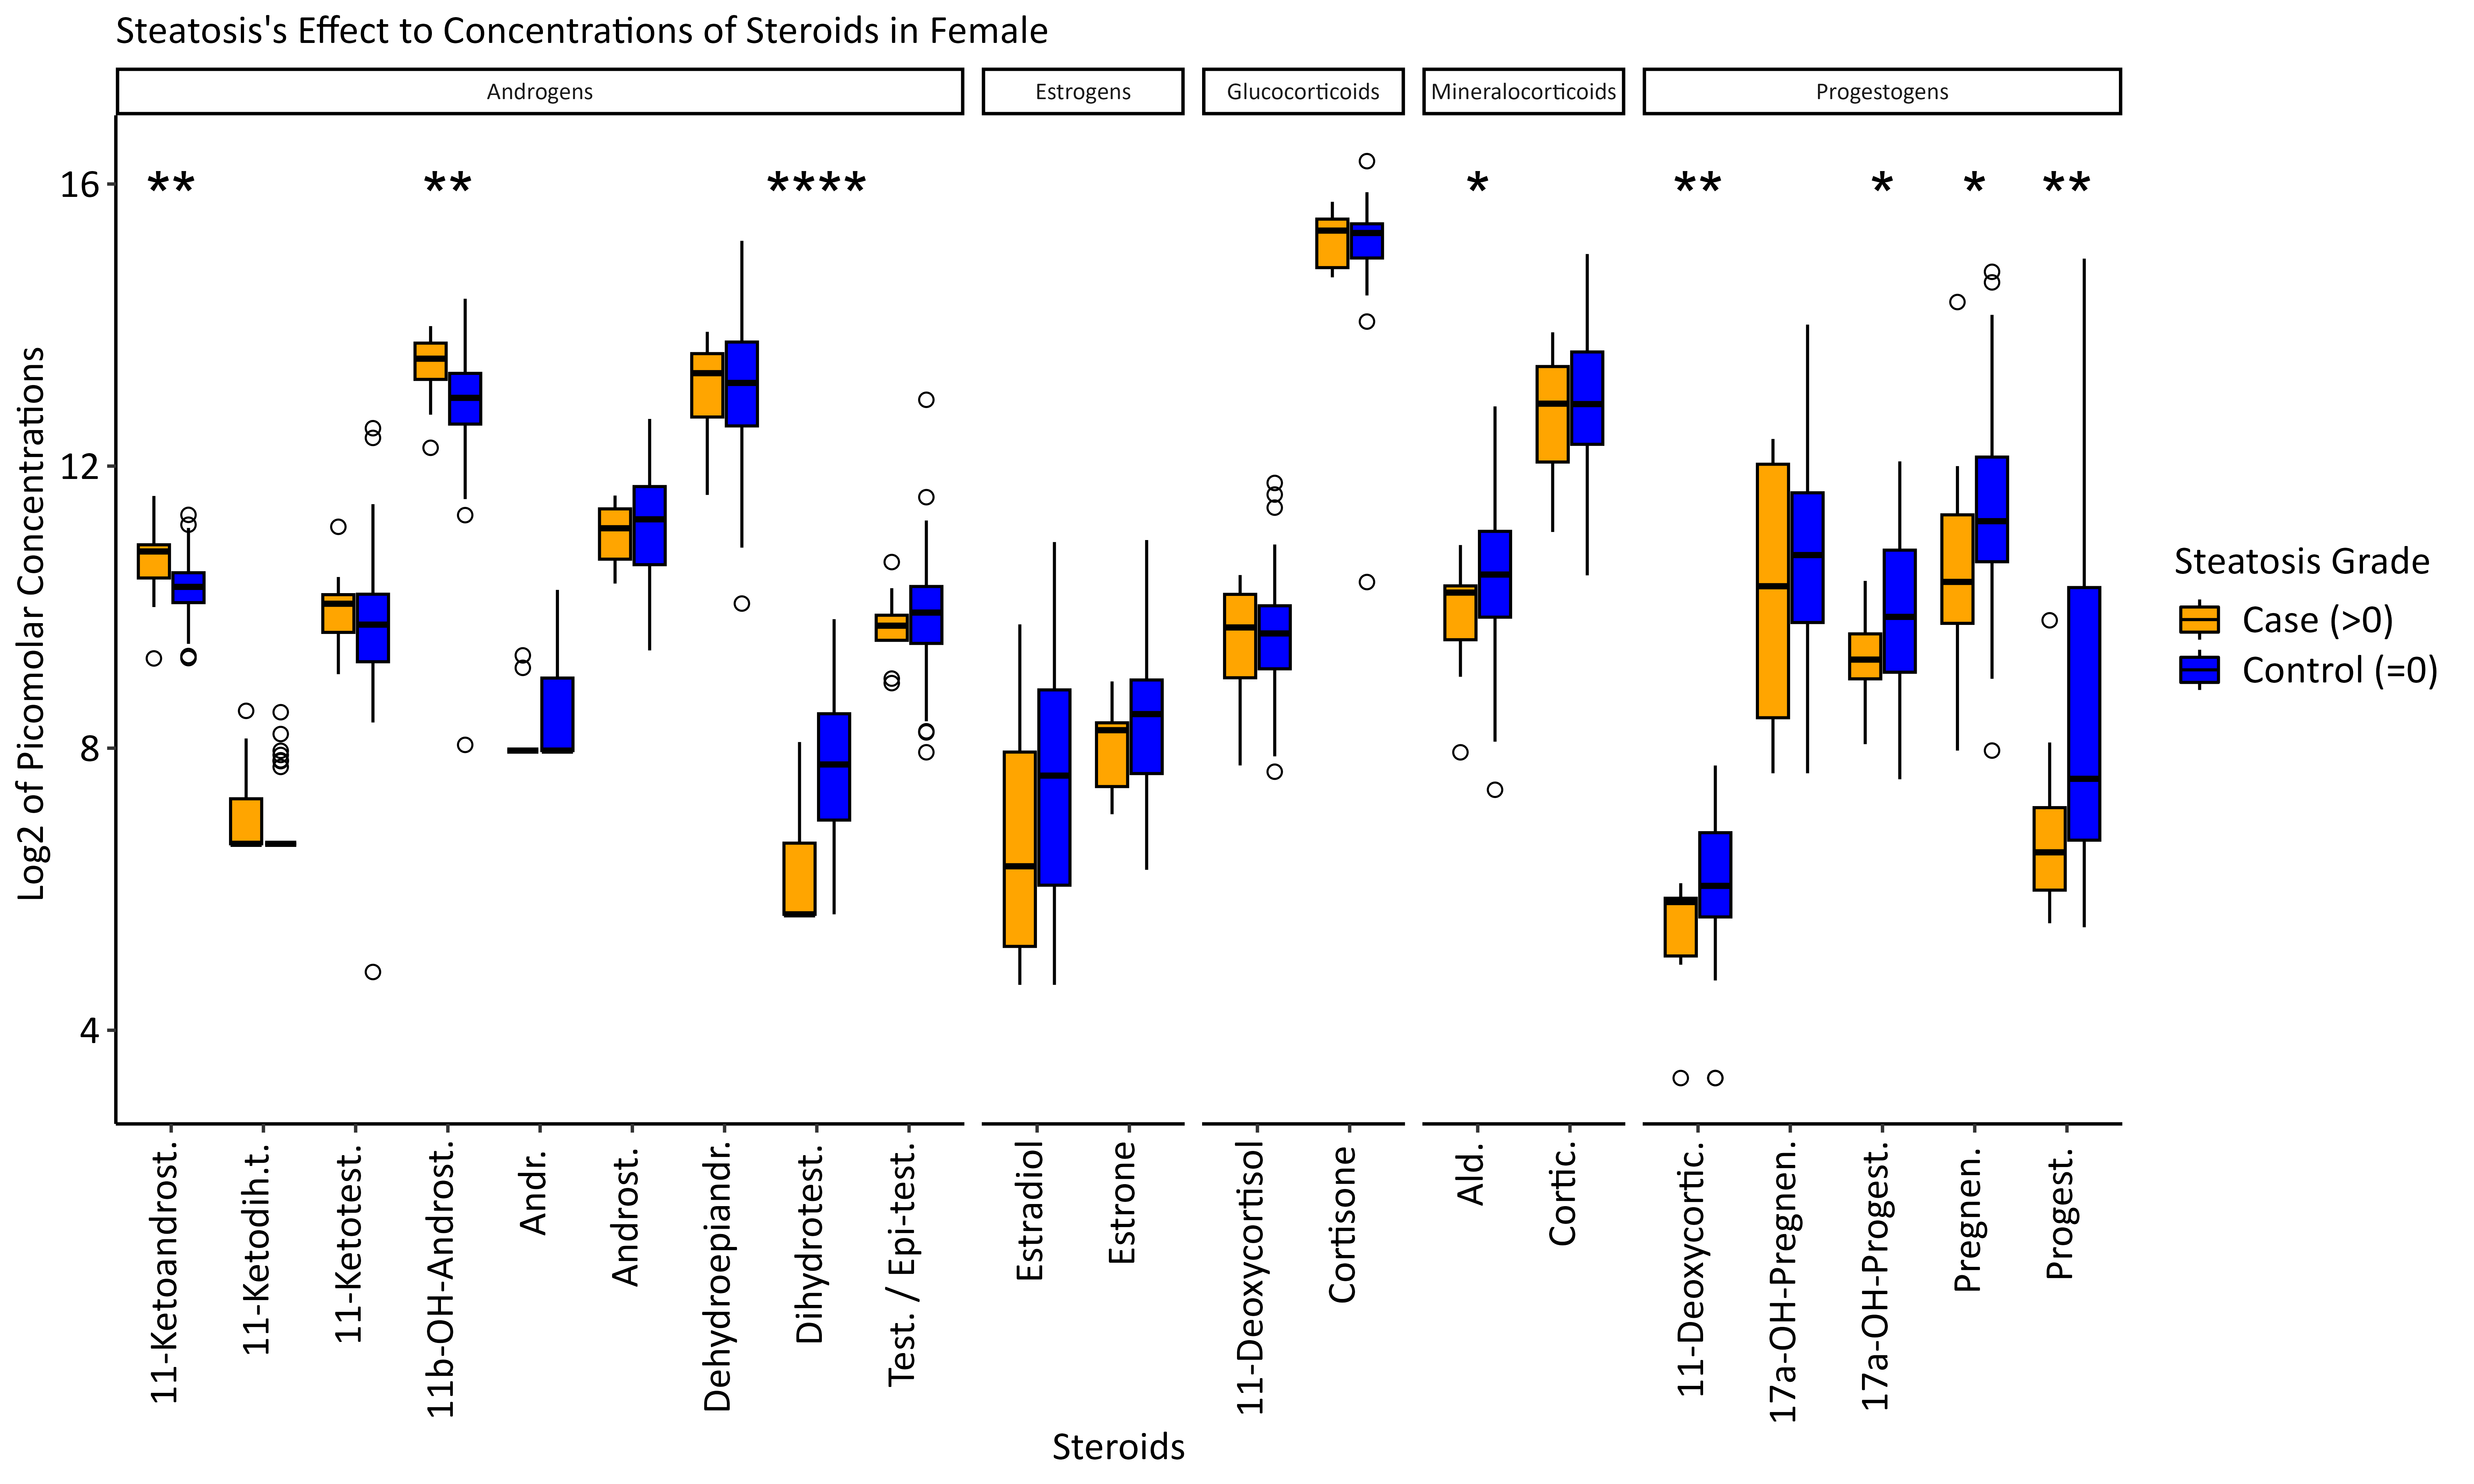 Steatosis's Effect to Concentrations of Steroids in Female
Androgens
Estrogens
Glucocorticoids
Mineralocorticoids
Progestogens
** ** **** * ** * * **
16
12
8
4
Log2 of Picomolar Concentrations
11-Ketoandrost.
11-Ketodih.t.
11-Ketotest.
11b-OH-Androst.
Andr.
Androst.
Dehydroepiandr.
Dihydrotest.
Test. / Epi-test.
Estradiol
Estrone
11-Deoxycortisol
Cortisone
Ald.
Cortic.
11-Deoxycortic.
17a-OH-Pregnen.
17a-OH-Progest.
Pregnen.
Progest.
Steroids
Steatosis Grade
Case (>0)
Control (=0)